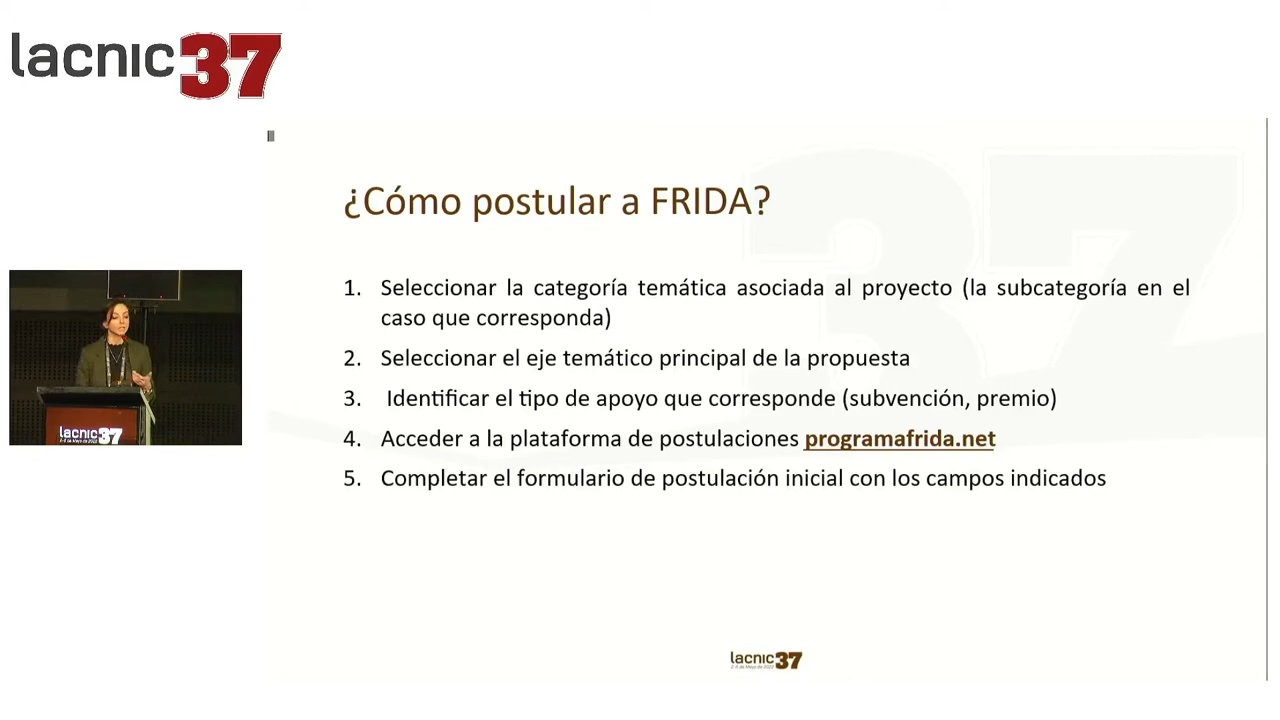 lacnic37
¿Cómo postular a FRIDA?
1. Seleccionar la categoría temática asociada al proyecto (la subcategoría en el
caso que corresponda)
2. Seleccionar el eje temático principal de la propuesta
3. Identificar el tipo de apoyo que corresponde (subvención, premio)
4. Acceder a la plataforma de postulaciones programafrida.net
5. Completar el formulario de postulación inicial con los campos indicados
lacnic37
lacnic37